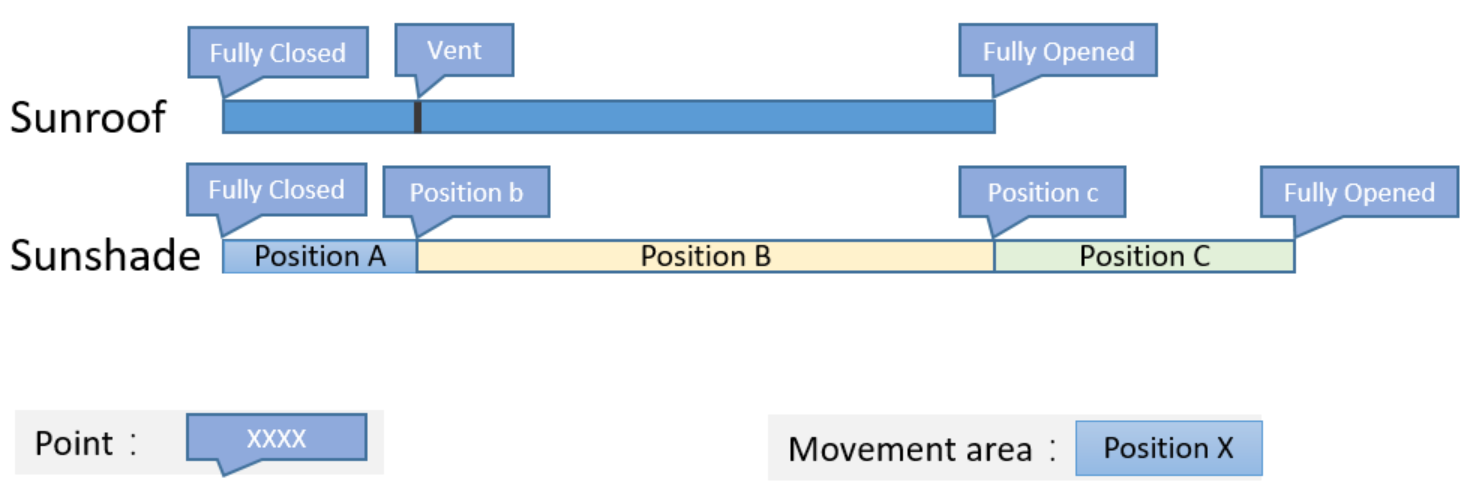 Fully Closed
Vent
Fully Opened
Sunroof
Fully Closed
Position b
Position c
Fully Opened
Sunshade
Position A
Position B
Position C
Point :
XXXX
Movement area :
Position X